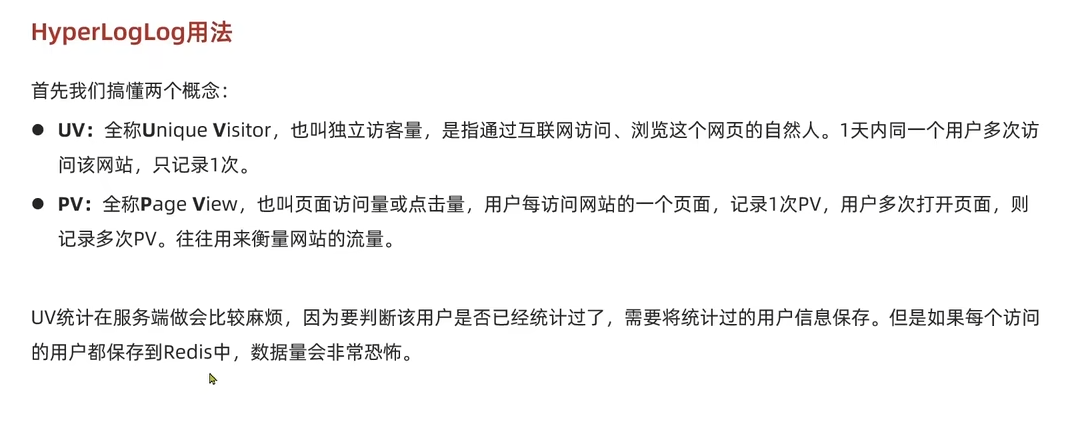 HyperLogLog用法
首先我们搞懂两个概念：
● UV：全称Unique Visitor，也叫独立访客量，是指通过互联网访问、浏览这个网页的自然人。1天内同一个用户多次访
问该网站，只记录1次。
● PV：全称Page View，也叫页面访问量或点击量，用户每访问网站的一个页面，记录1次PV，用户多次打开页面，则
记录多次PV。往往用来衡量网站的流量。
UV统计在服务端做会比较麻烦，因为要判断该用户是否已经统计过了，需要将统计过的用户信息保存。但是如果每个访问
的用户都保存到Redis中，数据量会非常恐怖。